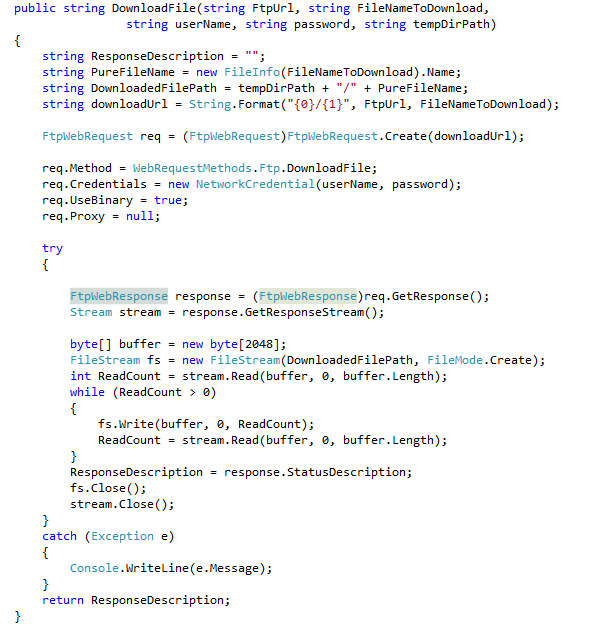 public string DownloadFile(string FtpUrl, string FileNameToDownload,
                string userName, string password, string tempDirPath)
{
    string ResponseDescription = "";
    string PureFileName = new FileInfo(FileNameToDownload).Name;
    string DownloadedFilePath = tempDirPath + "/" + PureFileName;
    string downloadUrl = String.Format("{0}/{1}", FtpUrl, FileNameToDownload);

    FtpWebRequest req = (FtpWebRequest)FtpWebRequest.Create(downloadUrl);

    req.Method = WebRequestMethods.Ftp.DownloadFile;
    req.Credentials = new NetworkCredential(userName, password);
    req.UseBinary = true;
    req.Proxy = null;

    try
    {

        FtpWebResponse response = (FtpWebResponse)req.GetResponse();
        Stream stream = response.GetResponseStream();

        byte[] buffer = new byte[2048];
        FileStream fs = new FileStream(DownloadedFilePath, FileMode.Create);
        int ReadCount = stream.Read(buffer, 0, buffer.Length);
        while (ReadCount > 0)
        {
            fs.Write(buffer, 0, ReadCount);
            ReadCount = stream.Read(buffer, 0, buffer.Length);
        }
        ResponseDescription = response.StatusDescription;
        fs.Close();
        stream.Close();
    }
    catch (Exception e)
    {
        Console.WriteLine(e.Message);
    }
    return ResponseDescription;
}